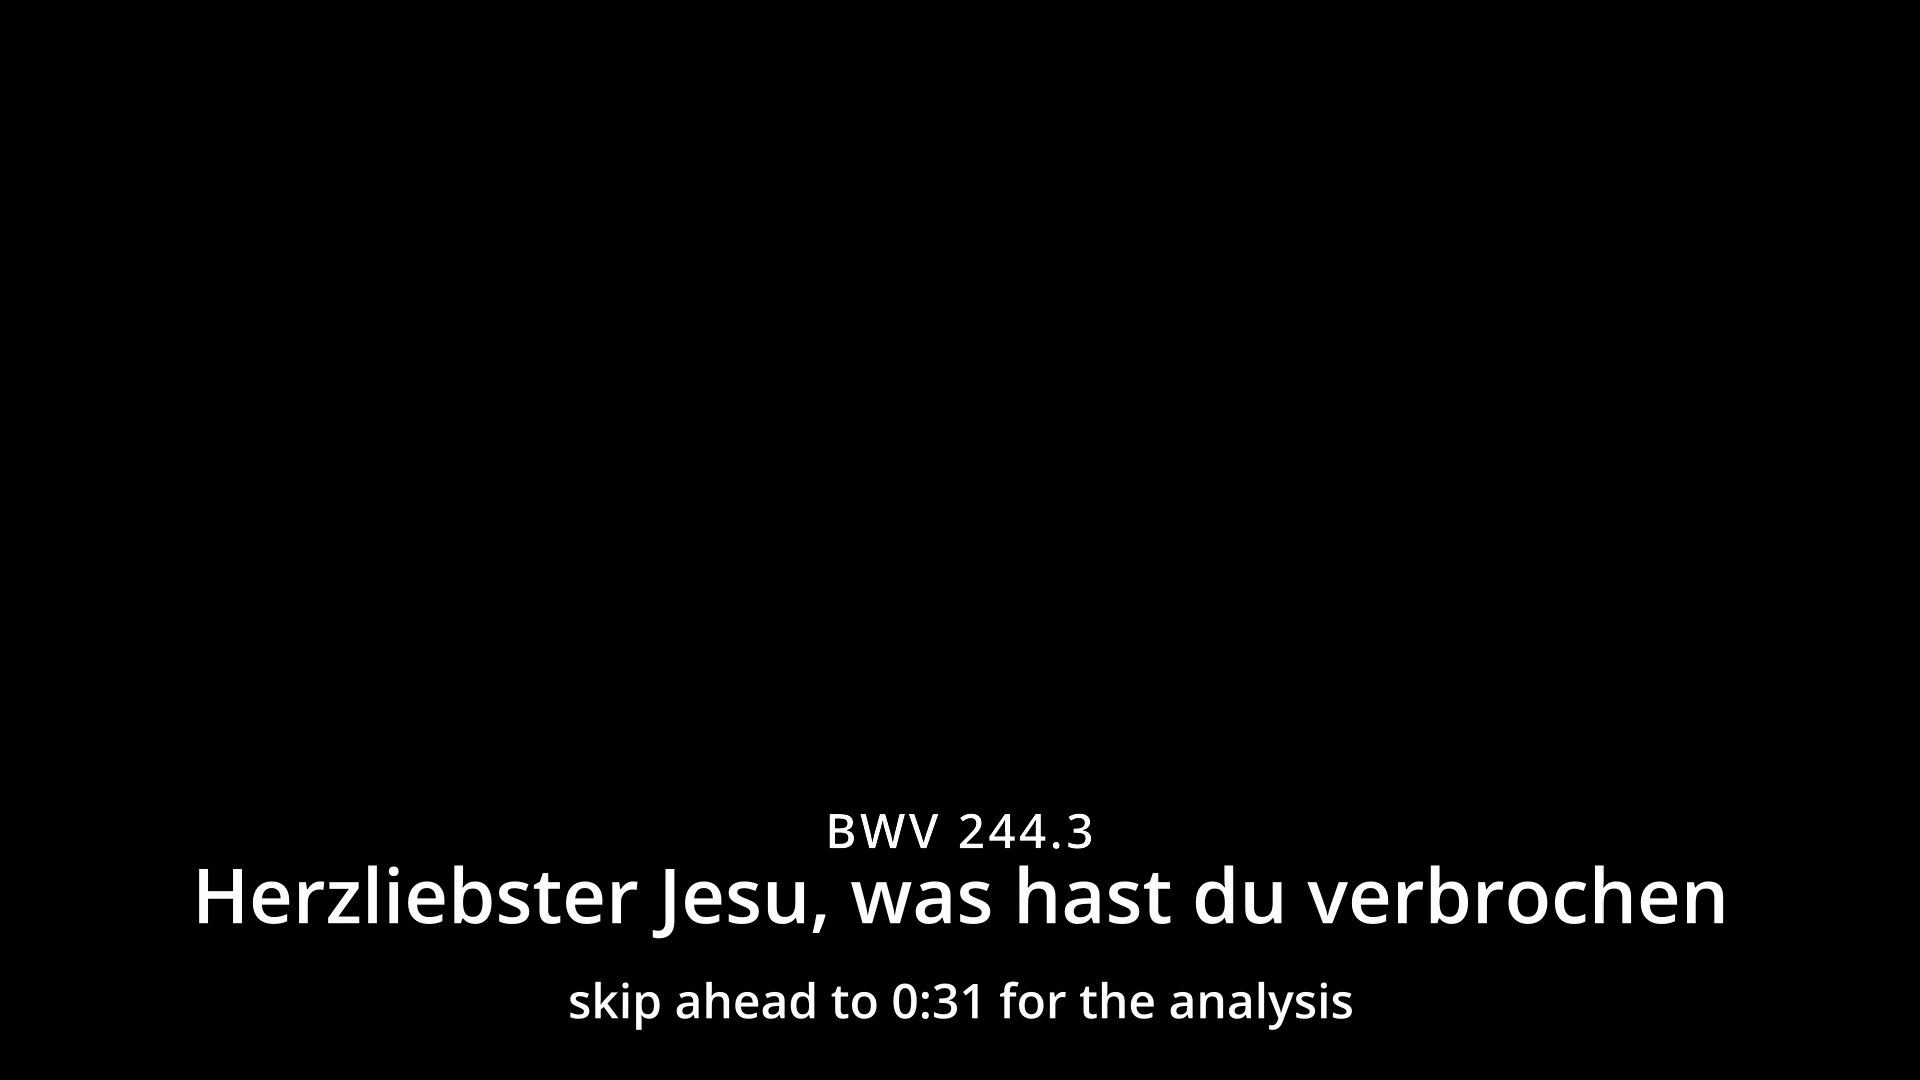 BWV 244.3
Herzliebster Jesu, was hast du verbrochen
skip ahead to 0:31 for the analysis